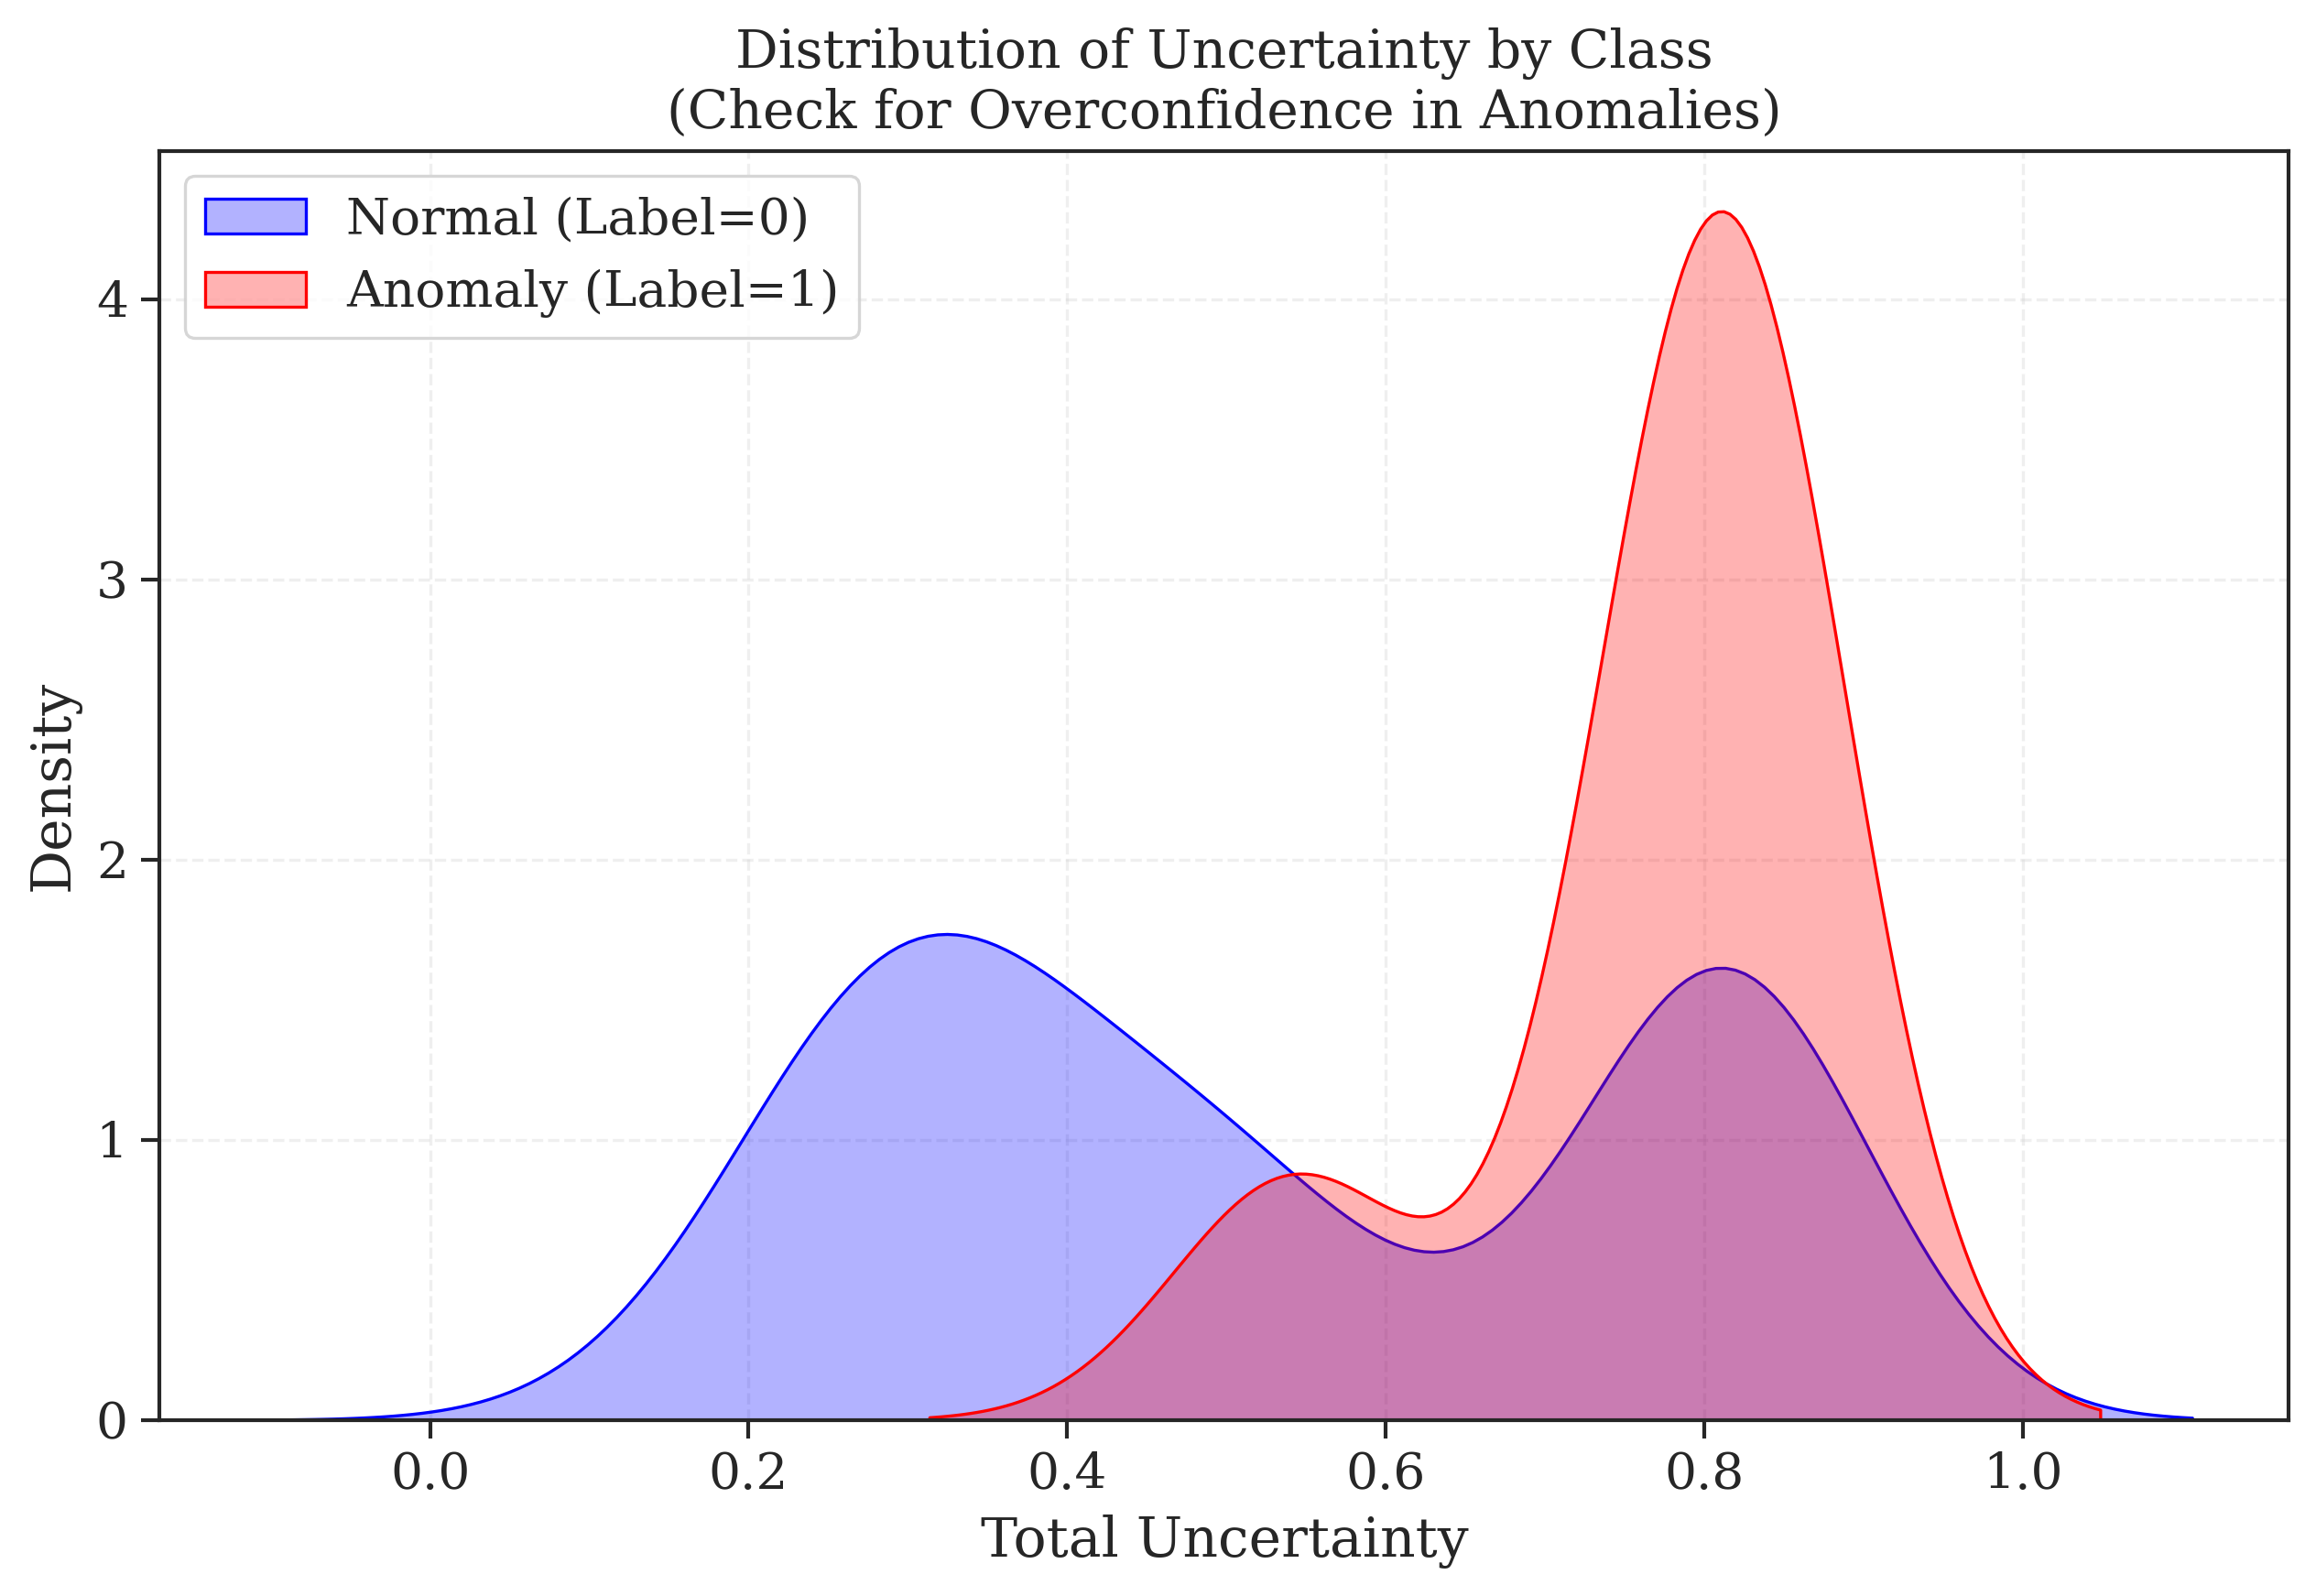 Distribution of Uncertainty by Class
(Check for Overconfidence in Anomalies)
Normal (Label=0)
Anomaly (Label=1)
4
3
2
1
0
Density
0.0 0.2 0.4 0.6 0.8 1.0
Total Uncertainty